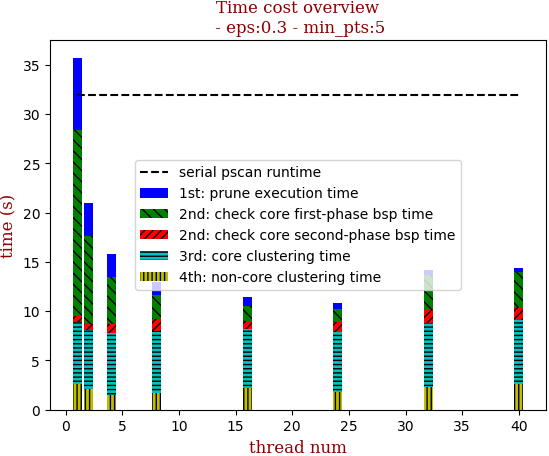 Time cost overview
- eps:0.3 - min_pts:5
time (s)
35
30
25
20
15
10
5
0
serial pscan runtime
1st: prune execution time
2nd: check core first-phase bsp time
2nd: check core second-phase bsp time
3rd: core clustering time
4th: non-core clustering time
0 5 10 15 20 25 30 35 40
thread num